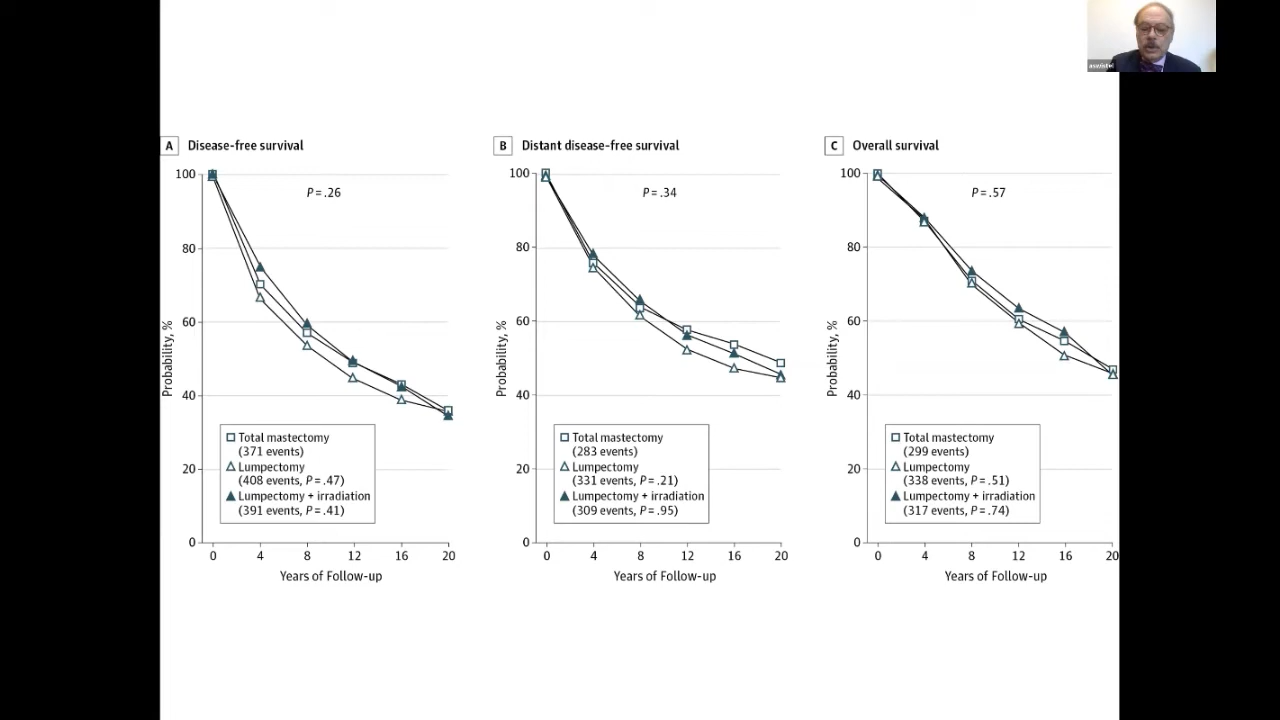 A Disease-free survival
P = .26
100
80
60
40
20
0
Probability, %
Total mastectomy
(371 events)
Lumpectomy
(408 events, P = .47)
Lumpectomy + irradiation
(391 events, P = .41)
0 4 8 12 16 20
Years of Follow-up
B Distant disease-free survival
P = .34
100
80
60
40
20
0
Probability, %
Total mastectomy
(283 events)
Lumpectomy
(331 events, P = .21)
Lumpectomy + irradiation
(309 events, P = .95)
0 4 8 12 16 20
Years of Follow-up
C Overall survival
P = .57
100
80
60
40
20
0
Probability, %
Total mastectomy
(299 events)
Lumpectomy
(338 events, P = .51)
Lumpectomy + irradiation
(317 events, P = .74)
0 4 8 12 16 20
Years of Follow-up